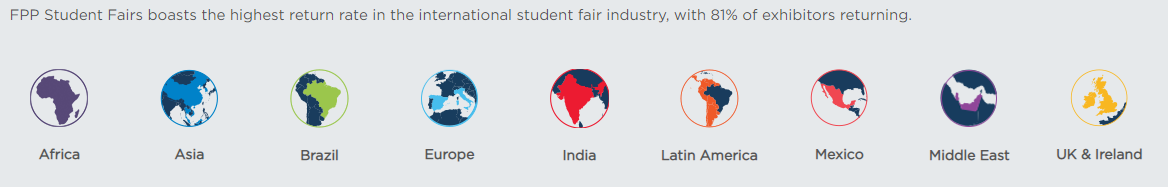 FPP Student Fairs boasts the highest return rate in the international student fair industry, with 81% of exhibitors returning.
Africa
Asia
Brazil
Europe
India
Latin America
Mexico
Middle East
UK & Ireland